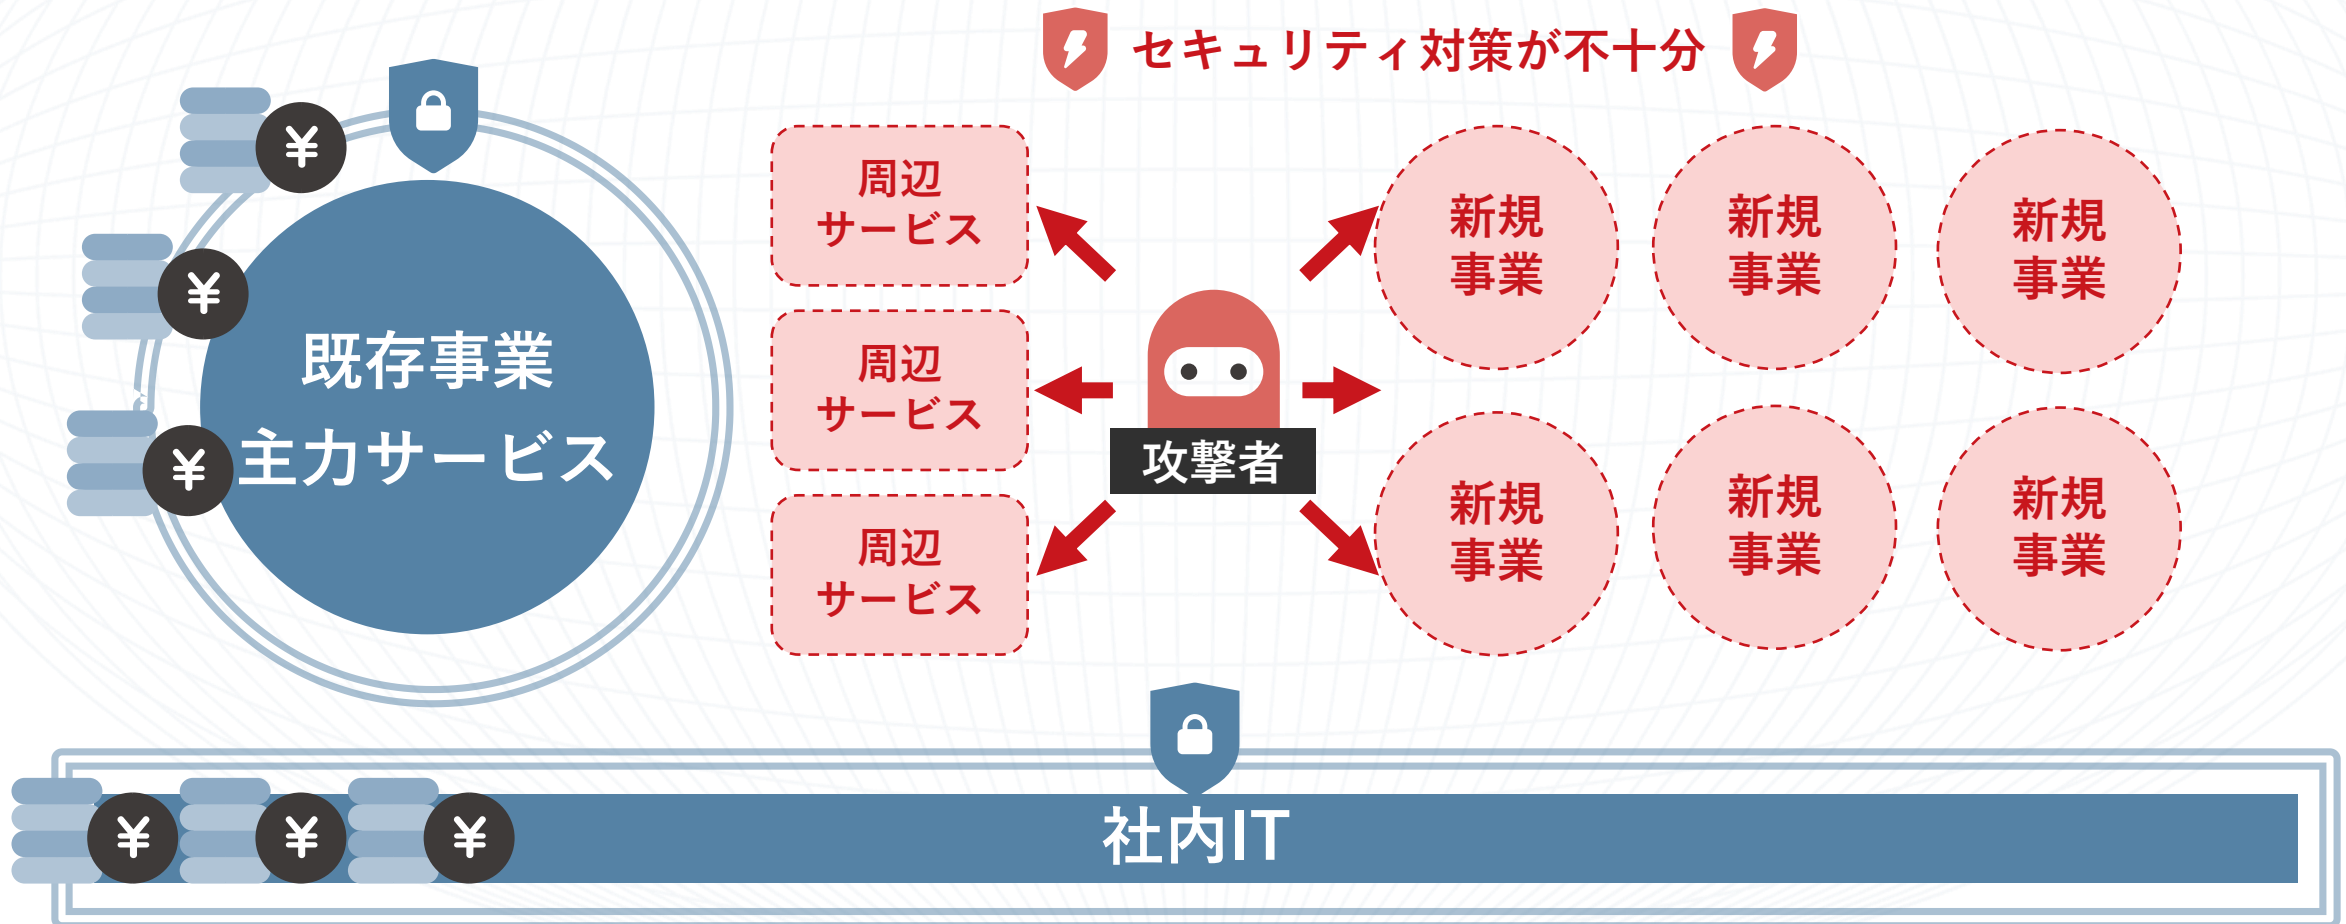 セキュリティ対策が不十分
¥
¥
¥
既存事業
主力サービス
周辺
サービス
周辺
サービス
周辺
サービス
攻撃者
新規
事業
新規
事業
新規
事業
新規
事業
新規
事業
新規
事業
¥
¥
¥
社内IT